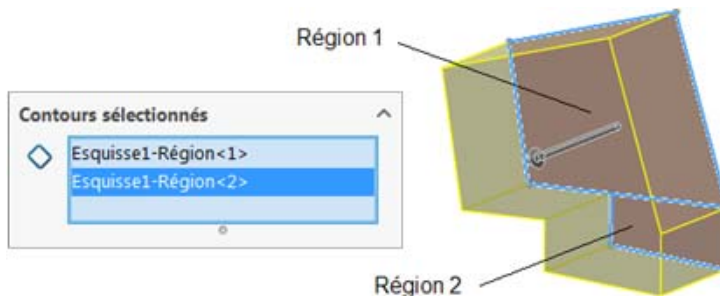 Région 1
Contours sélectionnés
Esquisse1-Région<1>
Esquisse1-Région<2>
Région 2